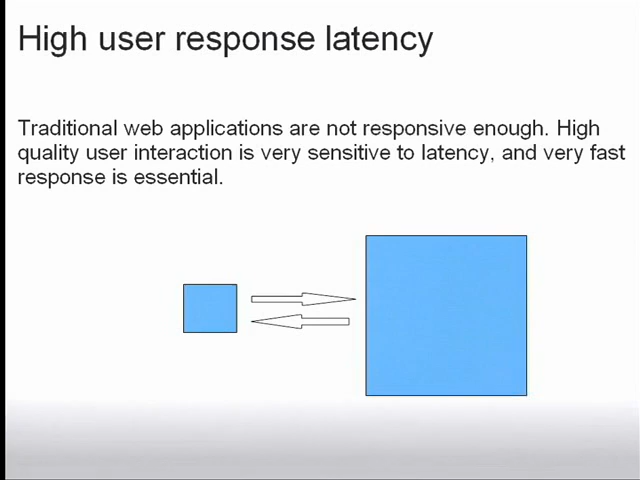 High user response latency
Traditional web applications are not responsive enough. High
quality user interaction is very sensitive to latency, and very fast
response is essential.